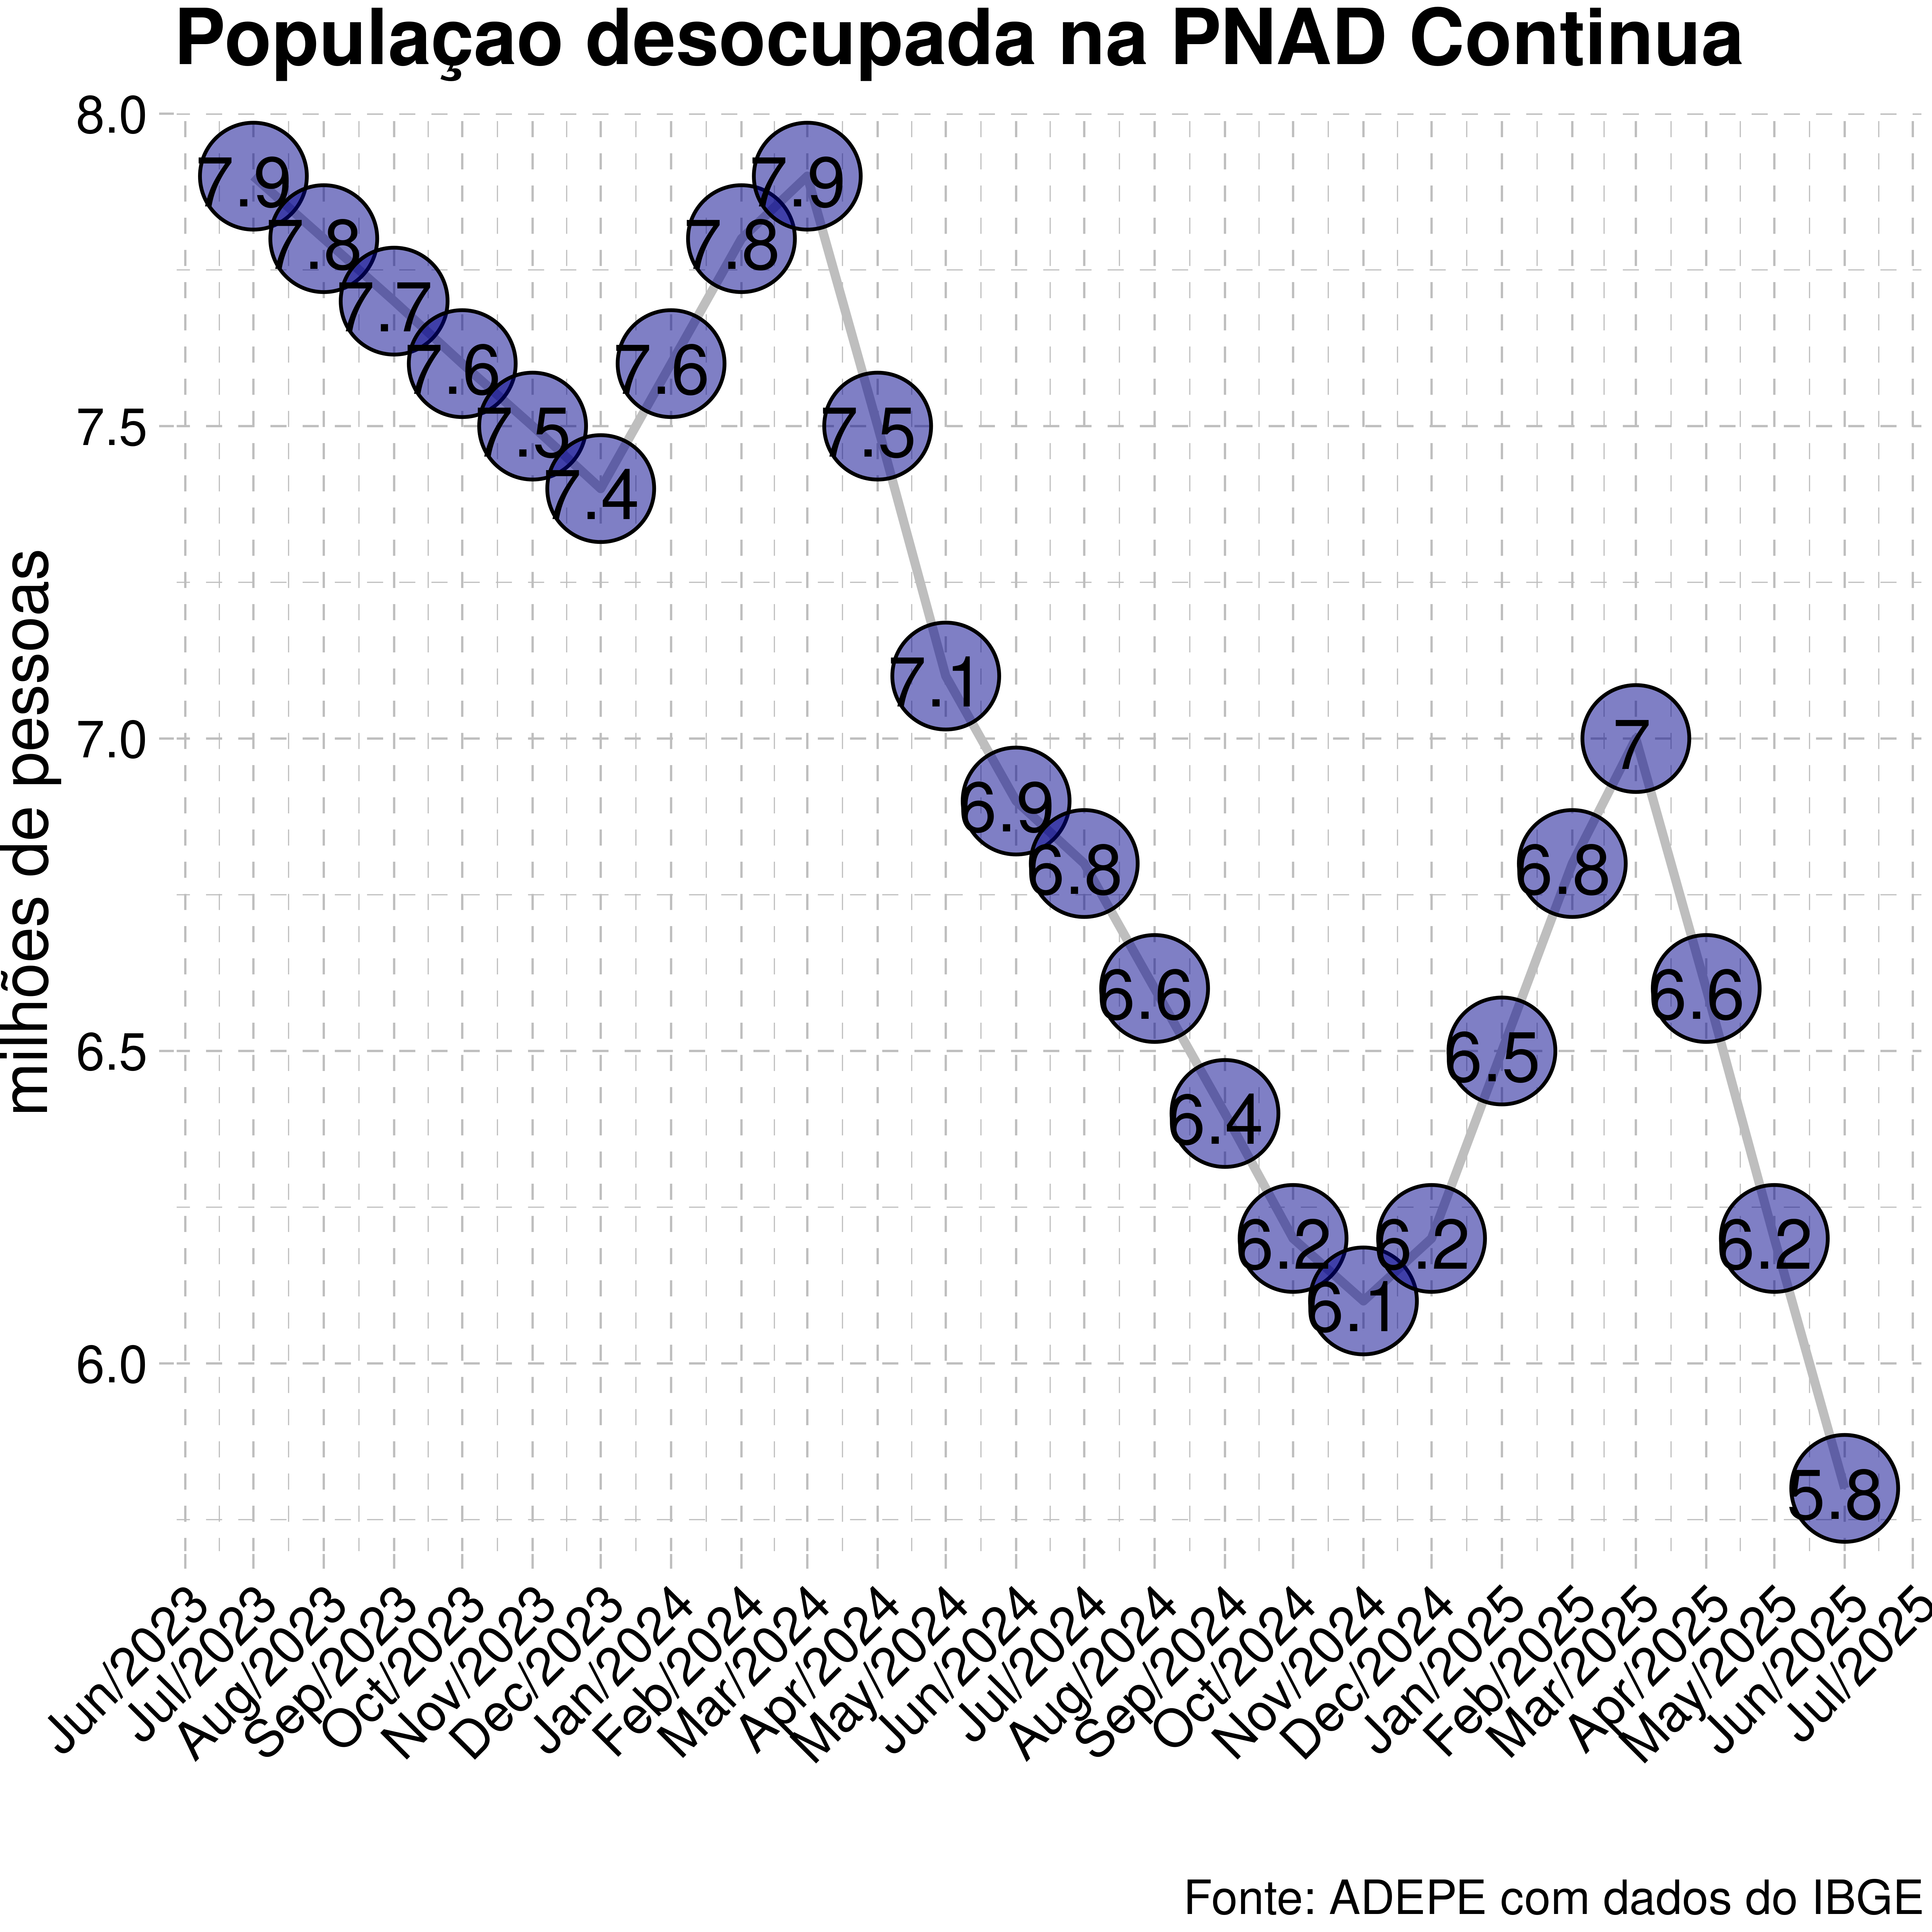 Populaçao desocupada na PNAD Continua
milhões de pessoas
8.0
7.5
7.0
6.5
6.0
7.9
7.8
7.7
7.6
7.5
7.4
7.6
7.8
7.9
7.5
7.1
6.9
6.8
6.6
6.4
6.2
6.1
6.2
6.5
6.8
7
6.6
6.2
5.8
Jun/2023
Jul/2023
Aug/2023
Sep/2023
Oct/2023
Nov/2023
Dec/2023
Jan/2024
Feb/2024
Mar/2024
Apr/2024
May/2024
Jun/2024
Jul/2024
Aug/2024
Sep/2024
Oct/2024
Nov/2024
Dec/2024
Jan/2025
Feb/2025
Mar/2025
Apr/2025
May/2025
Jun/2025
Jul/2025
Fonte: ADEPE com dados do IBGE